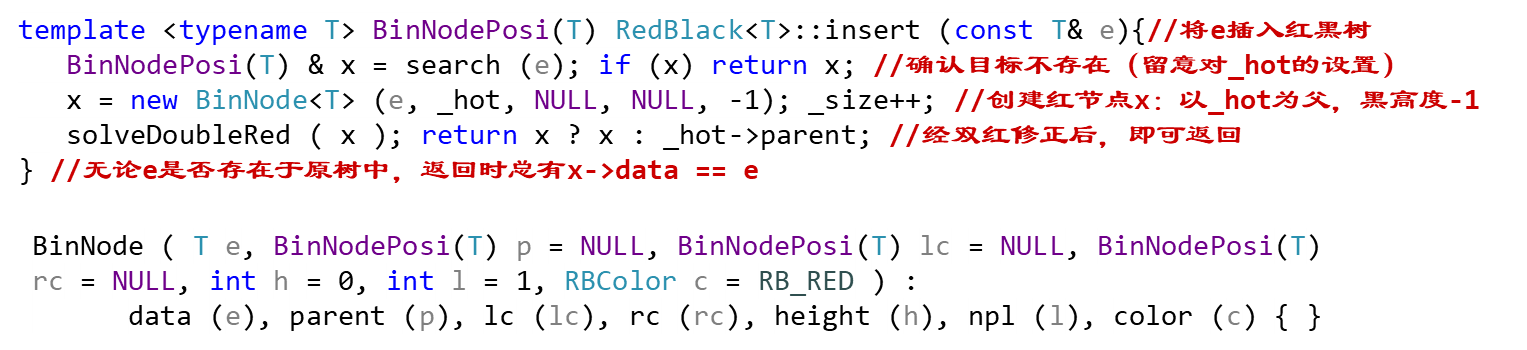 template <typename T> BinNodePosi(T) RedBlack<T>::insert (const T& e){//将e插入红黑树
BinNodePosi(T) & x = search (e); if (x) return x; //确认目标不存在（留意对_hot的设置）
x = new BinNode<T> (e, _hot, NULL, NULL, -1); _size++; //创建红节点x：以_hot为父，黑高度-1
solveDoubleRed ( x ); return x ? x : _hot->parent; //经双红修正后，即可返回
} //无论e是否存在于原树中，返回时总有x->data == e
BinNode ( T e, BinNodePosi(T) p = NULL, BinNodePosi(T) lc = NULL, BinNodePosi(T)
rc = NULL, int h = 0, int l = 1, RBColor c = RB_RED ) :
data (e), parent (p), lc (lc), rc (rc), height (h), npl (l), color (c) { }